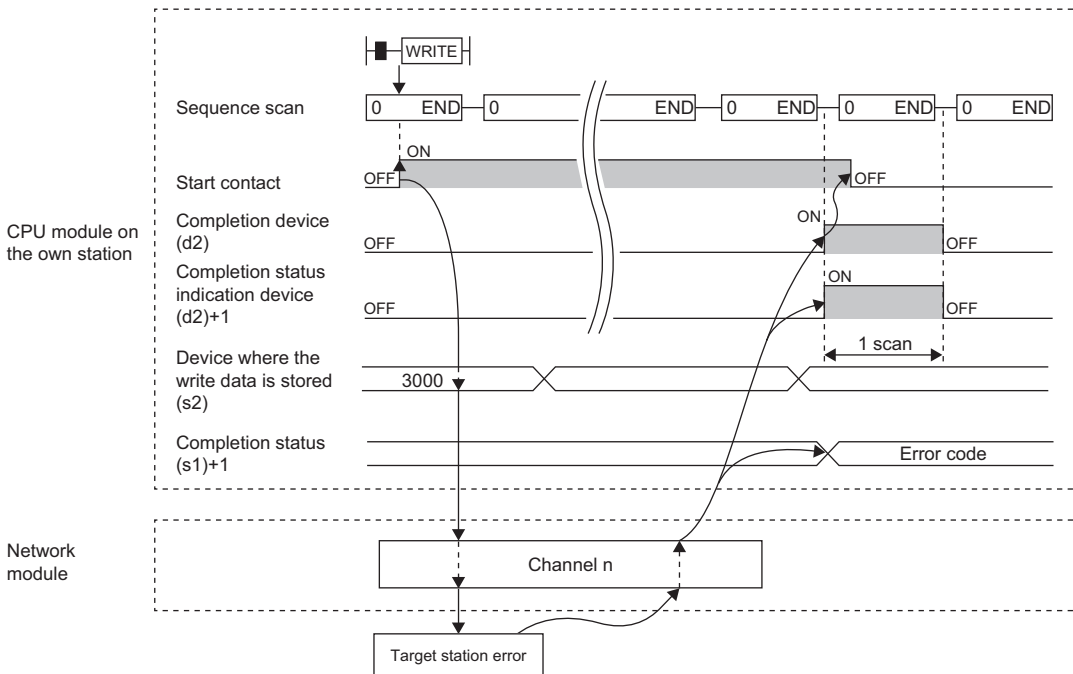 WRITE
Sequence scan
0 END 0 END 0 END 0 END 0 END
ON
Start contact
OFF
OFF
CPU module on
the own station
Completion device
(d2)
ON
OFF
OFF
Completion status
indication device
(d2)+1
ON
OFF
OFF
1 scan
Device where the
write data is stored
(s2)
3000
Completion status
(s1)+1
Error code
Network
module
Channel n
Target station error